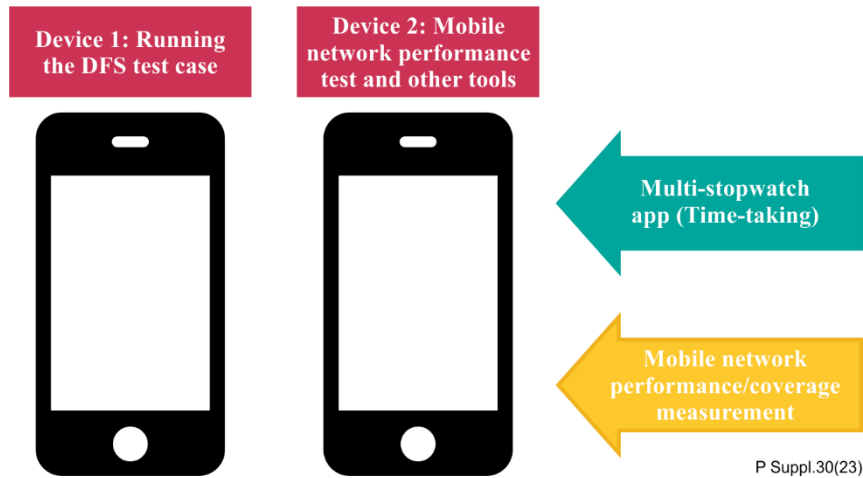 Device 1: Running
the DFS test case
Device 2: Mobile
network performance
test and other tools
Multi-stopwatch
app (Time-taking)
Mobile network
performance/coverage
measurement
P Suppl.30(23)